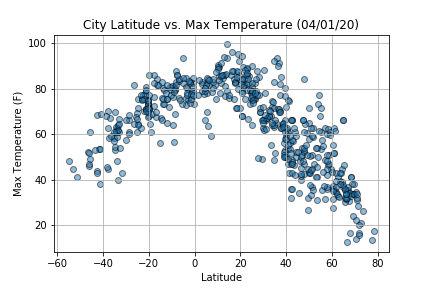 City Latitude vs. Max Temperature (04/01/20)
100
80
60
40
20
Max Temperature (F)
−60 −40 −20 0 20 40 60 80
Latitude